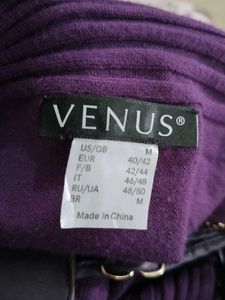 VENUS®
US/GB M
EUR 40/42
F/B 42/44
IT 46/48
RU/UA 48/50
BR M
Made in China